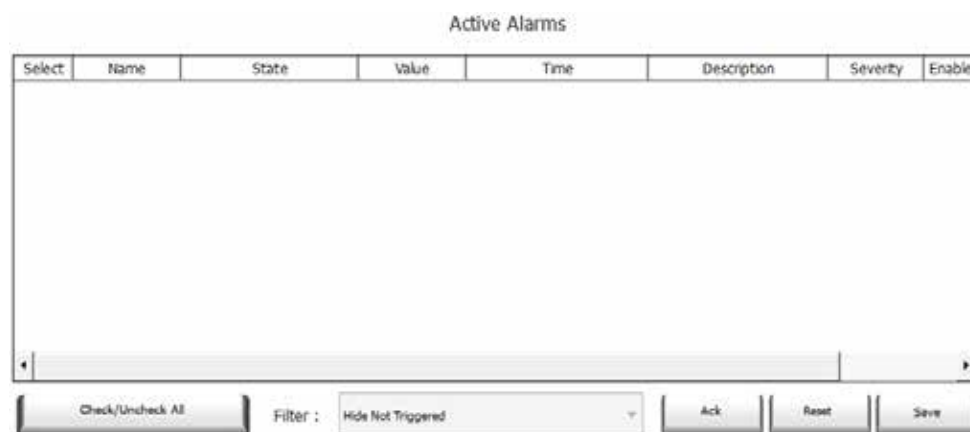 Active Alarms
Select Name State Value Time Description Severity Enable
Check/Uncheck All Filter : Hide Not Triggered Ack Reset Save